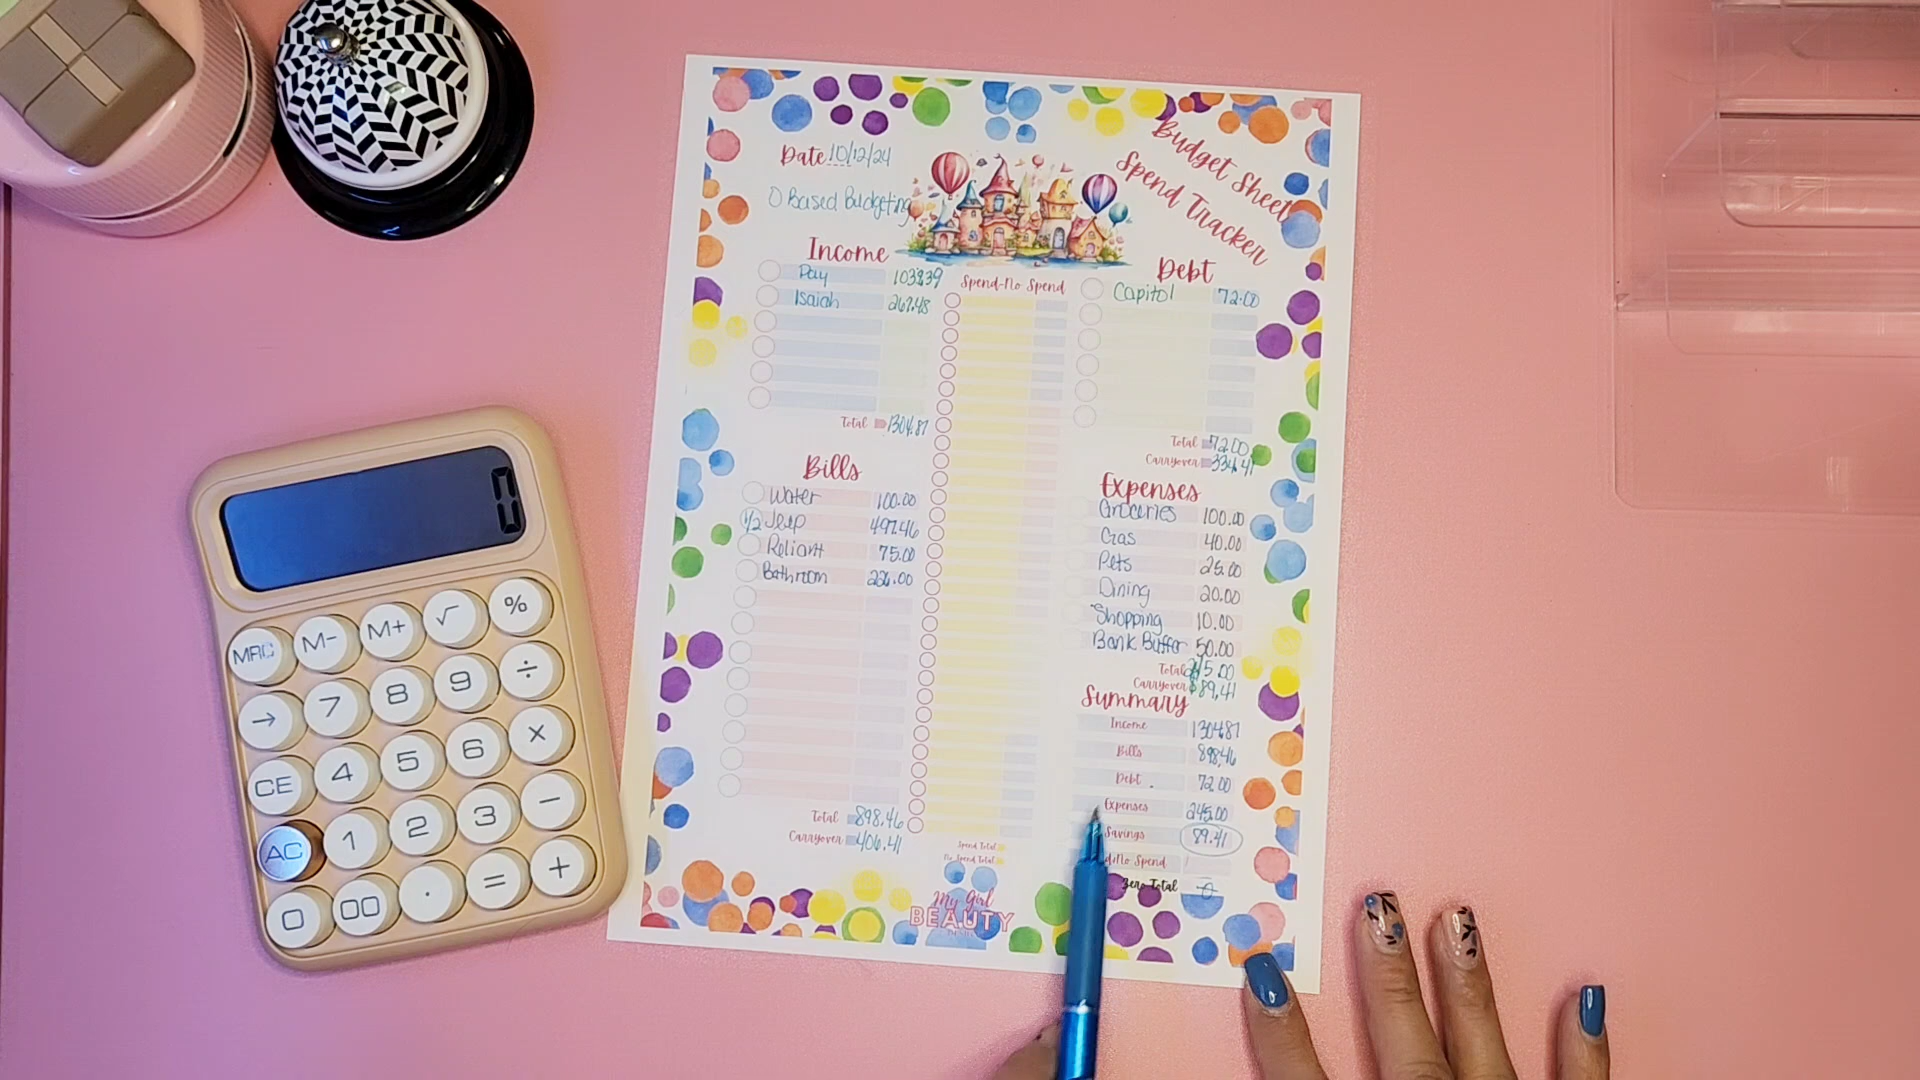 Budget Sheet
Spend Tracker
Date 10/12/24
0 Based Budgeting
Income
Pay 1038.39
Isaiah 267.48
Total 1304.87
Bills
Water 100.00
1/2 Jeep 497.46
Reliant 75.00
Bathroom 226.00
Total 898.46
Carryover 406.41
Spend-No Spend
Spend Total
No Spend Total
My Girl
BEAUTY
Debt
Capitol 72.00
Total 72.00
Carryover 334.41
Expenses
Groceries 100.00
Gas 40.00
Pets 25.00
Dining 20.00
Shopping 10.00
Bank Buffer 50.00
Total 245.00
Carryover $89.41
Summary
Income 1304.87
Bills 898.46
Debt 72.00
Expenses 245.00
Savings 89.41
d-No Spend
Zero Total 0
0
MRC M- M+ √ %
→ 7 8 9 ÷
CE 4 5 6 ×
AC 1 2 3 −
0 00 · = +